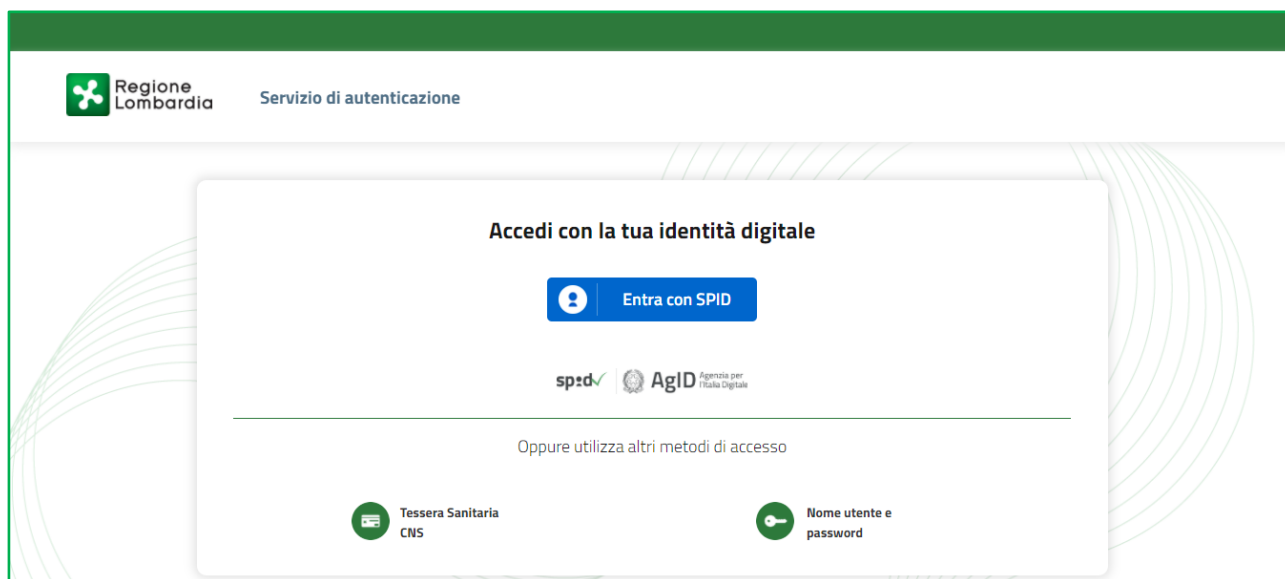 Regione
Lombardia
Servizio di autenticazione
Accedi con la tua identità digitale
Entra con SPID
spid
AgID
Agenzia per
l'Italia Digitale
Oppure utilizza altri metodi di accesso
Tessera Sanitaria
CNS
Nome utente e
password